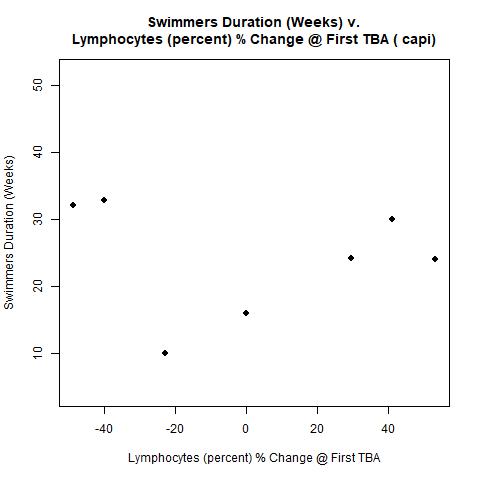 Swimmers Duration (Weeks) v.
Lymphocytes (percent) % Change @ First TBA ( capi)
Swimmers Duration (Weeks)
50
40
30
20
10
-40
-20
0
20
40
Lymphocytes (percent) % Change @ First TBA